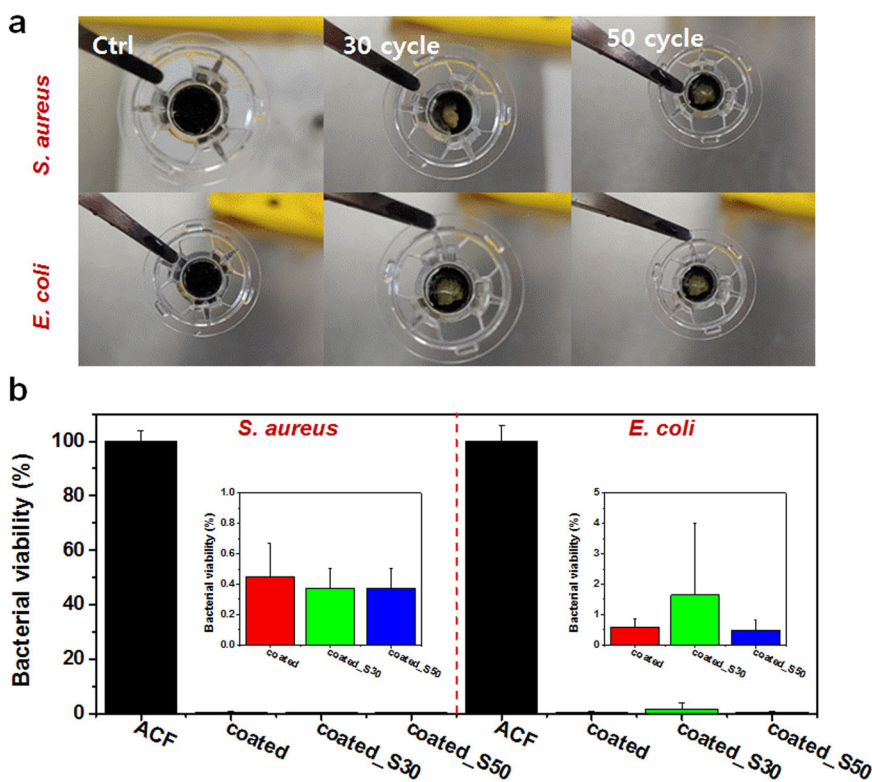 a
Ctrl 30 cycle 50 cycle
S. aureus
E. coli
b
S. aureus E. coli
Bacterial viability (%)
100
80
60
40
20
0
Bacterial viability (%)
1.0
0.8
0.6
0.4
0.2
0.0
coated coated_S30 coated_S50
Bacterial viability (%)
5
4
3
2
1
0
coated coated_S30 coated_S50
ACF coated coated_S30 coated_S50 ACF coated coated_S30 coated_S50